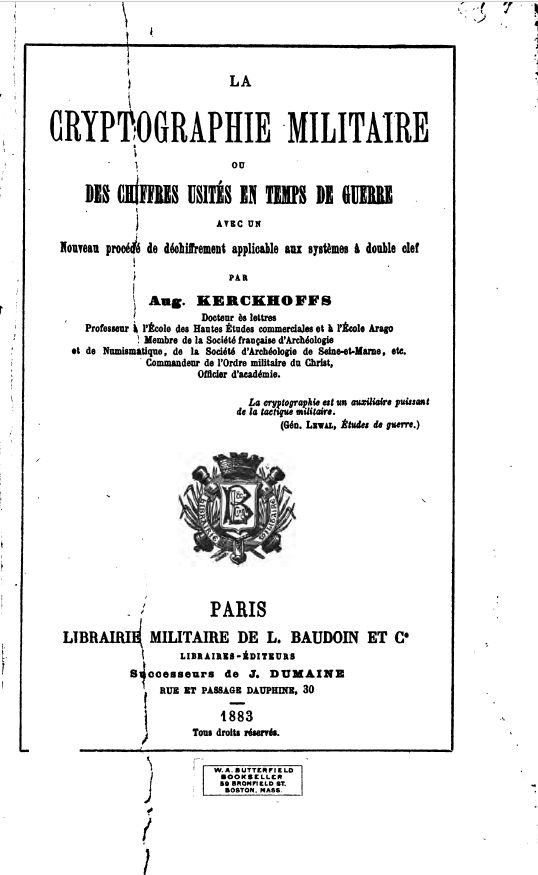 LA
CRYPTOGRAPHIE MILITAIRE
OU
DES CHIFFRES USITÉS EN TEMPS DE GUERRE
AVEC UN
Nouveau procédé de déchiffrement applicable aux systèmes à double clef
PAR
Aug. KERCKHOFFS
Docteur ès lettres
Professeur à l'École des Hautes Études commerciales et à l'École Arago
Membre de la Société française d'Archéologie
et de Numismatique, de la Société d'Archéologie de Seine-et-Marne, etc.
Commandeur de l'Ordre militaire du Christ,
Officier d'académie.
La cryptographie est un auxiliaire puissant
de la tactique militaire.
(Gén. LEWAL, Études de guerre.)
LIBRAIRIE MILITAIRE
B
PARIS
LIBRAIRIE MILITAIRE DE L. BAUDOIN ET Cᵉ
LIBRAIRES-ÉDITEURS
Successeurs de J. DUMAINE
RUE ET PASSAGE DAUPHINE, 30
1883
Tous droits réservés.
W. A. BUTTERFIELD
BOOKSELLER
59 BROMFIELD ST.
BOSTON, MASS.